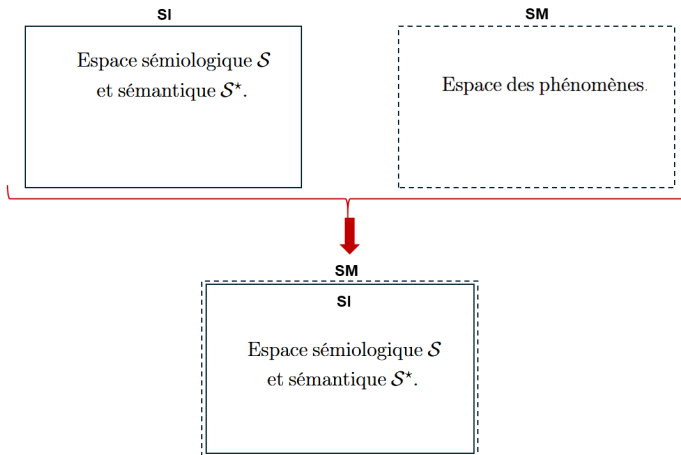 SI
Espace sémiologique 𝒮
et sémantique 𝒮*.
SM
Espace des phénomènes.
SM
SI
Espace sémiologique 𝒮
et sémantique 𝒮*.